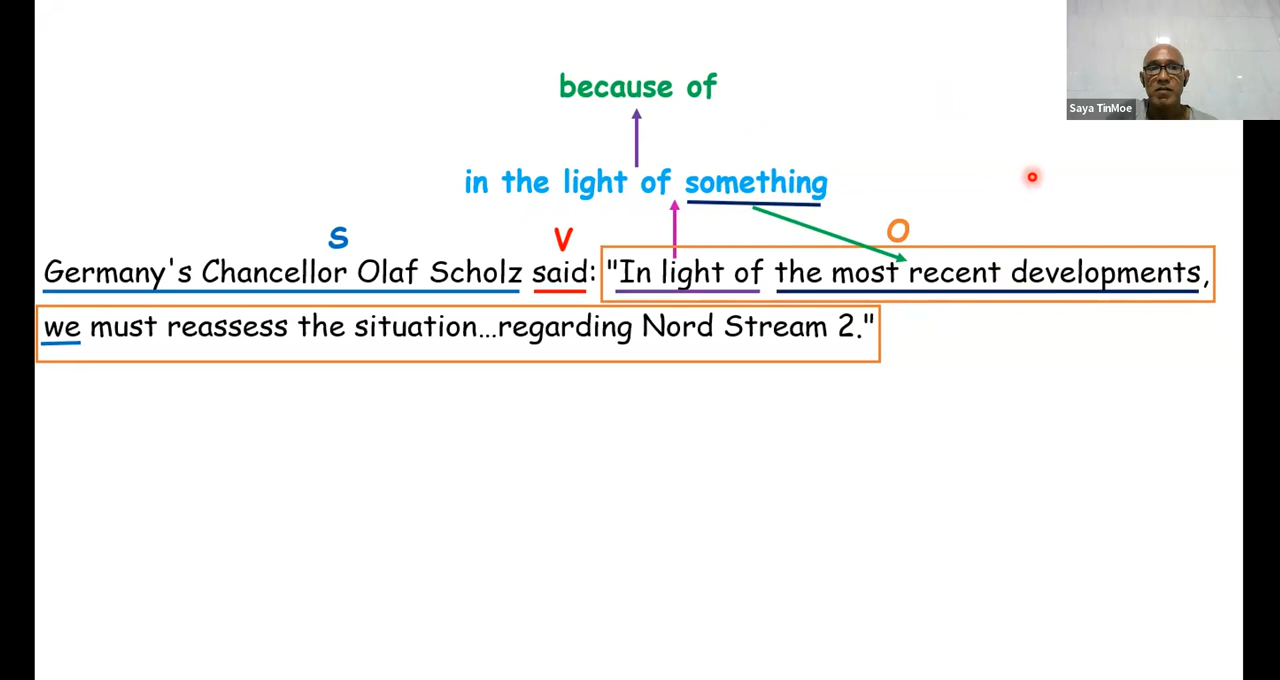 because of
Saya TinMoe
in the light of something
S V O
Germany's Chancellor Olaf Scholz said: "In light of the most recent developments,
we must reassess the situation...regarding Nord Stream 2."